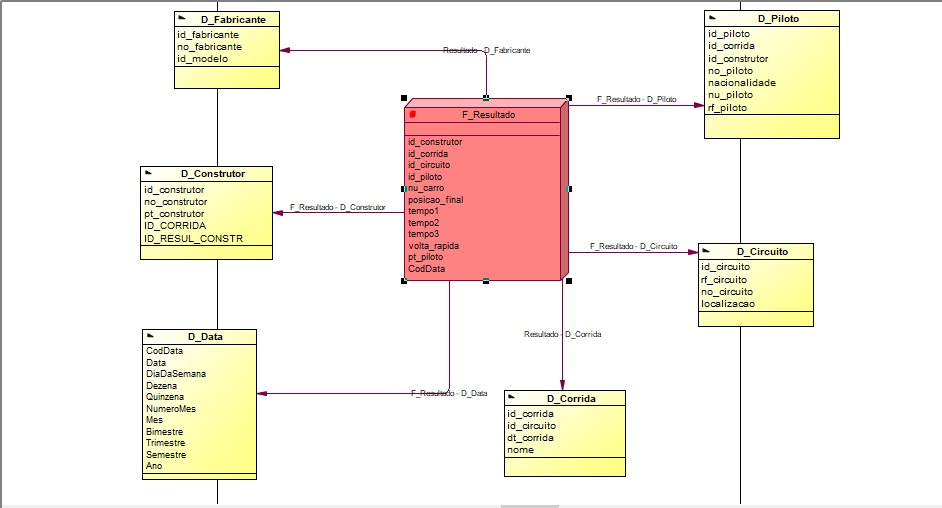 D_Fabricante
id_fabricante
no_fabricante
id_modelo
Resultado - D_Fabricante
D_Piloto
id_piloto
id_corrida
id_construtor
no_piloto
nacionalidade
nu_piloto
rf_piloto
F_Resultado - D_Piloto
F_Resultado
id_construtor
id_corrida
id_circuito
id_piloto
nu_carro
posicao_final
tempo1
tempo2
tempo3
volta_rapida
pt_piloto
CodData
D_Construtor
id_construtor
no_construtor
pt_construtor
ID_CORRIDA
ID_RESUL_CONSTR
F_Resultado - D_Construtor
F_Resultado - D_Circuito
D_Circuito
id_circuito
rf_circuito
no_circuito
localizacao
D_Data
CodData
Data
DiaDaSemana
Dezena
Quinzena
NumeroMes
Mes
Bimestre
Trimestre
Semestre
Ano
F_Resultado - D_Data
Resultado - D_Corrida
D_Corrida
id_corrida
id_circuito
dt_corrida
nome